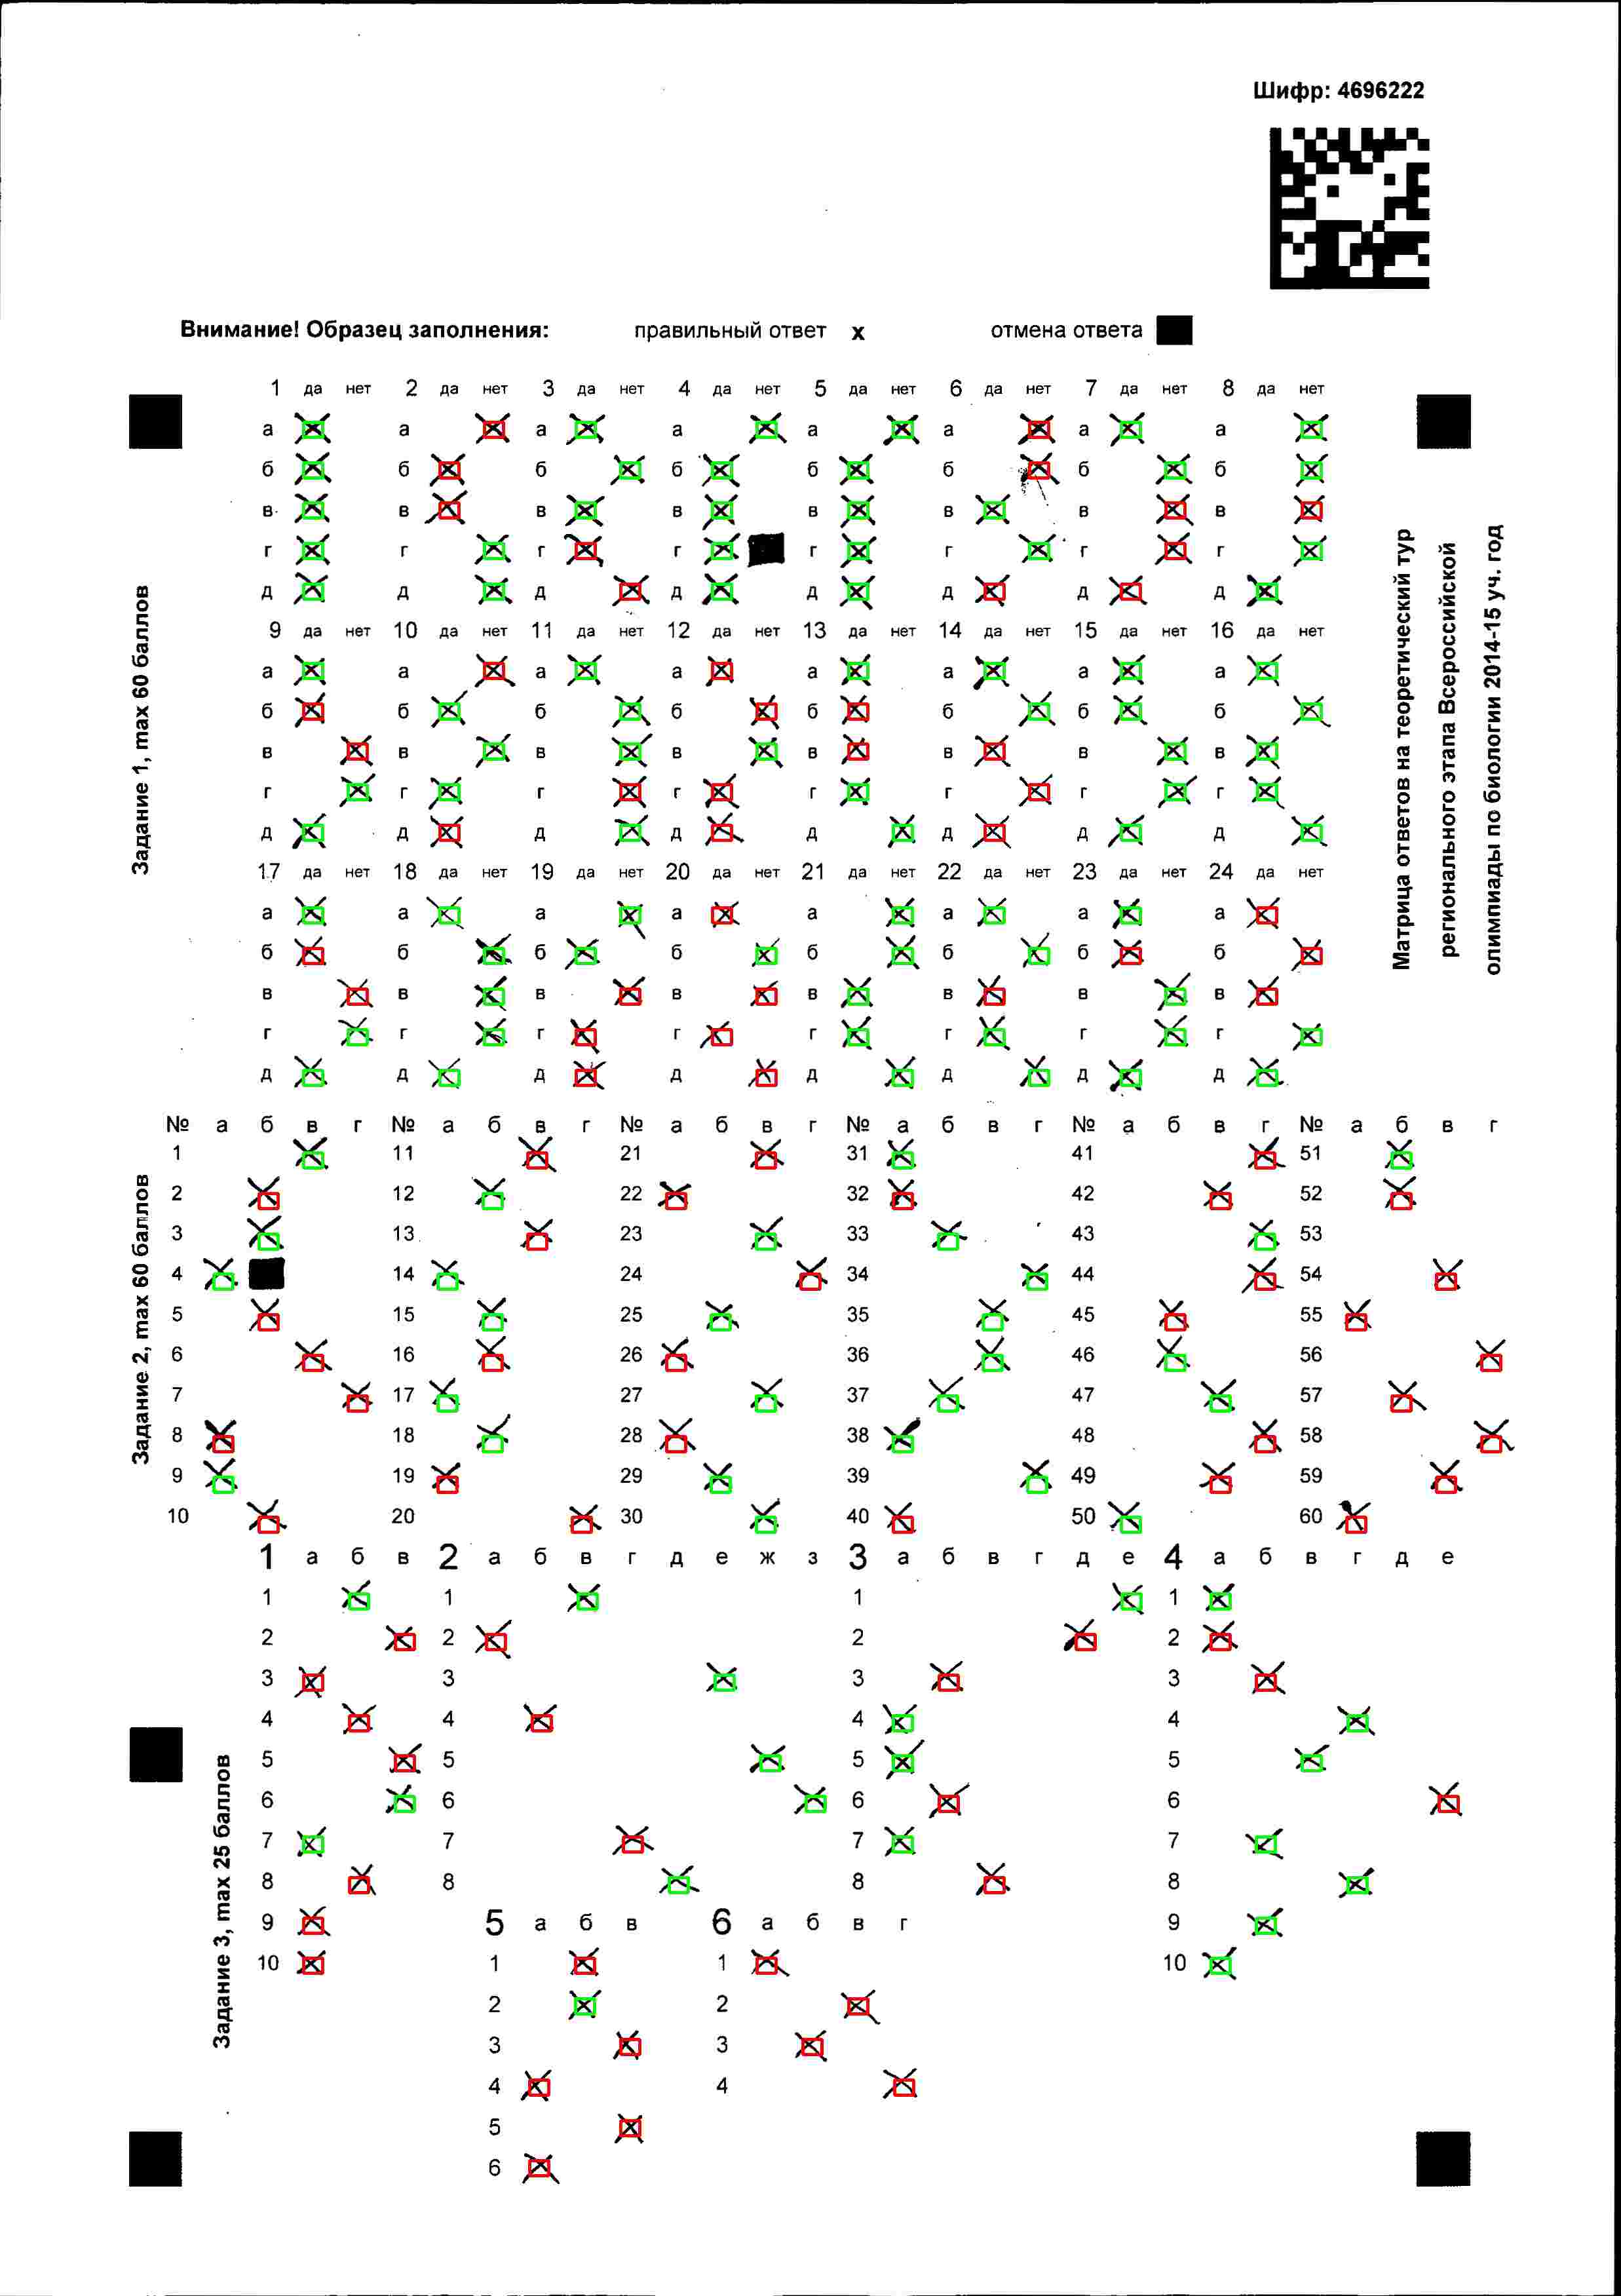 Шифр: 4696222
Внимание! Образец заполнения: правильный ответ x отмена ответа
1 да нет 2 да нет 3 да нет 4 да нет 5 да нет 6 да нет 7 да нет 8 да нет
а а а а а а а а
б б б б б б б б
в в в в в в в в
г г г г г г г г
д д д д д д д д
9 да нет 10 да нет 11 да нет 12 да нет 13 да нет 14 да нет 15 да нет 16 да нет
а а а а а а а а
б б б б б б б б
в в в в в в в в
г г г г г г г г
д д д д д д д д
17 да нет 18 да нет 19 да нет 20 да нет 21 да нет 22 да нет 23 да нет 24 да нет
а а а а а а а а
б б б б б б б б
в в в в в в в в
г г г г г г г г
д д д д д д д д
Задание 1, max 60 баллов
Матрица ответов на теоретический тур
регионального этапа Всероссийской
олимпиады по биологии 2014-15 уч. год
№ а б в г № а б в г № а б в г № а б в г № а б в г № а б в г
1 11 21 31 41 51
2 12 22 32 42 52
3 13 23 33 43 53
4 14 24 34 44 54
5 15 25 35 45 55
6 16 26 36 46 56
7 17 27 37 47 57
8 18 28 38 48 58
9 19 29 39 49 59
10 20 30 40 50 60
Задание 2, max 60 баллов
1 а б в 2 а б в г д е ж з 3 а б в г д е 4 а б в г д е
1 1 1 1
2 2 2 2
3 3 3 3
4 4 4 4
5 5 5 5
6 6 6 6
7 7 7 7
8 8 8 8
9 9
10 10
5 а б в 6 а б в г
1 1
2 2
3 3
4 4
5
6
Задание 3, max 25 баллов